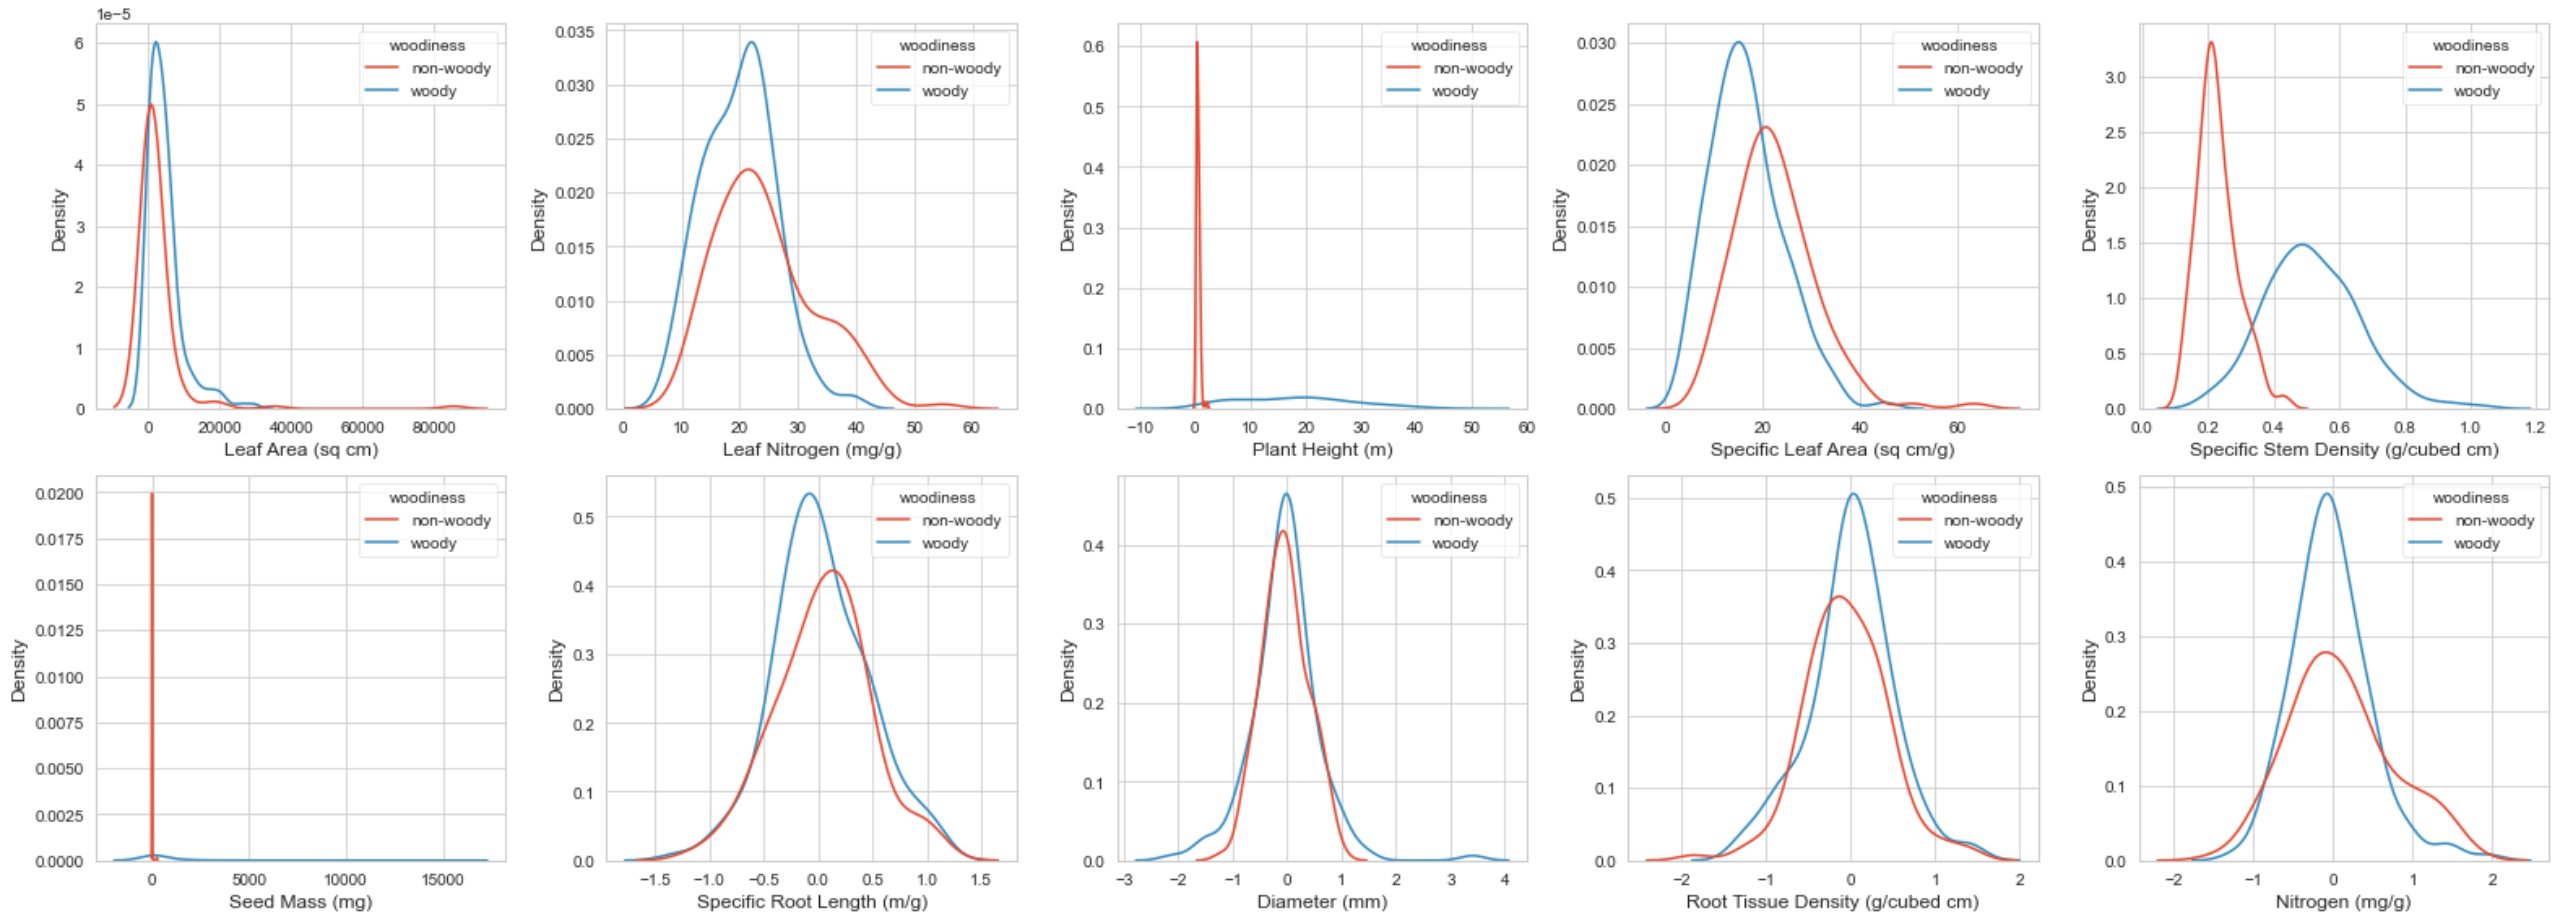 1e−5
6
5
4
3
2
1
0
Density
woodiness
non-woody
woody
0 20000 40000 60000 80000
Leaf Area (sq cm)
0.035
0.030
0.025
0.020
0.015
0.010
0.005
0.000
Density
woodiness
non-woody
woody
0 10 20 30 40 50 60
Leaf Nitrogen (mg/g)
0.6
0.5
0.4
0.3
0.2
0.1
0.0
Density
woodiness
non-woody
woody
−10 0 10 20 30 40 50 60
Plant Height (m)
0.030
0.025
0.020
0.015
0.010
0.005
0.000
Density
woodiness
non-woody
woody
0 20 40 60
Specific Leaf Area (sq cm/g)
3.0
2.5
2.0
1.5
1.0
0.5
0.0
Density
woodiness
non-woody
woody
0.0 0.2 0.4 0.6 0.8 1.0 1.2
Specific Stem Density (g/cubed cm)
0.0200
0.0175
0.0150
0.0125
0.0100
0.0075
0.0050
0.0025
0.0000
Density
woodiness
non-woody
woody
0 5000 10000 15000
Seed Mass (mg)
0.5
0.4
0.3
0.2
0.1
0.0
Density
woodiness
non-woody
woody
−1.5 −1.0 −0.5 0.0 0.5 1.0 1.5
Specific Root Length (m/g)
0.4
0.3
0.2
0.1
0.0
Density
woodiness
non-woody
woody
−3 −2 −1 0 1 2 3 4
Diameter (mm)
0.5
0.4
0.3
0.2
0.1
0.0
Density
woodiness
non-woody
woody
−2 −1 0 1 2
Root Tissue Density (g/cubed cm)
0.5
0.4
0.3
0.2
0.1
0.0
Density
woodiness
non-woody
woody
−2 −1 0 1 2
Nitrogen (mg/g)